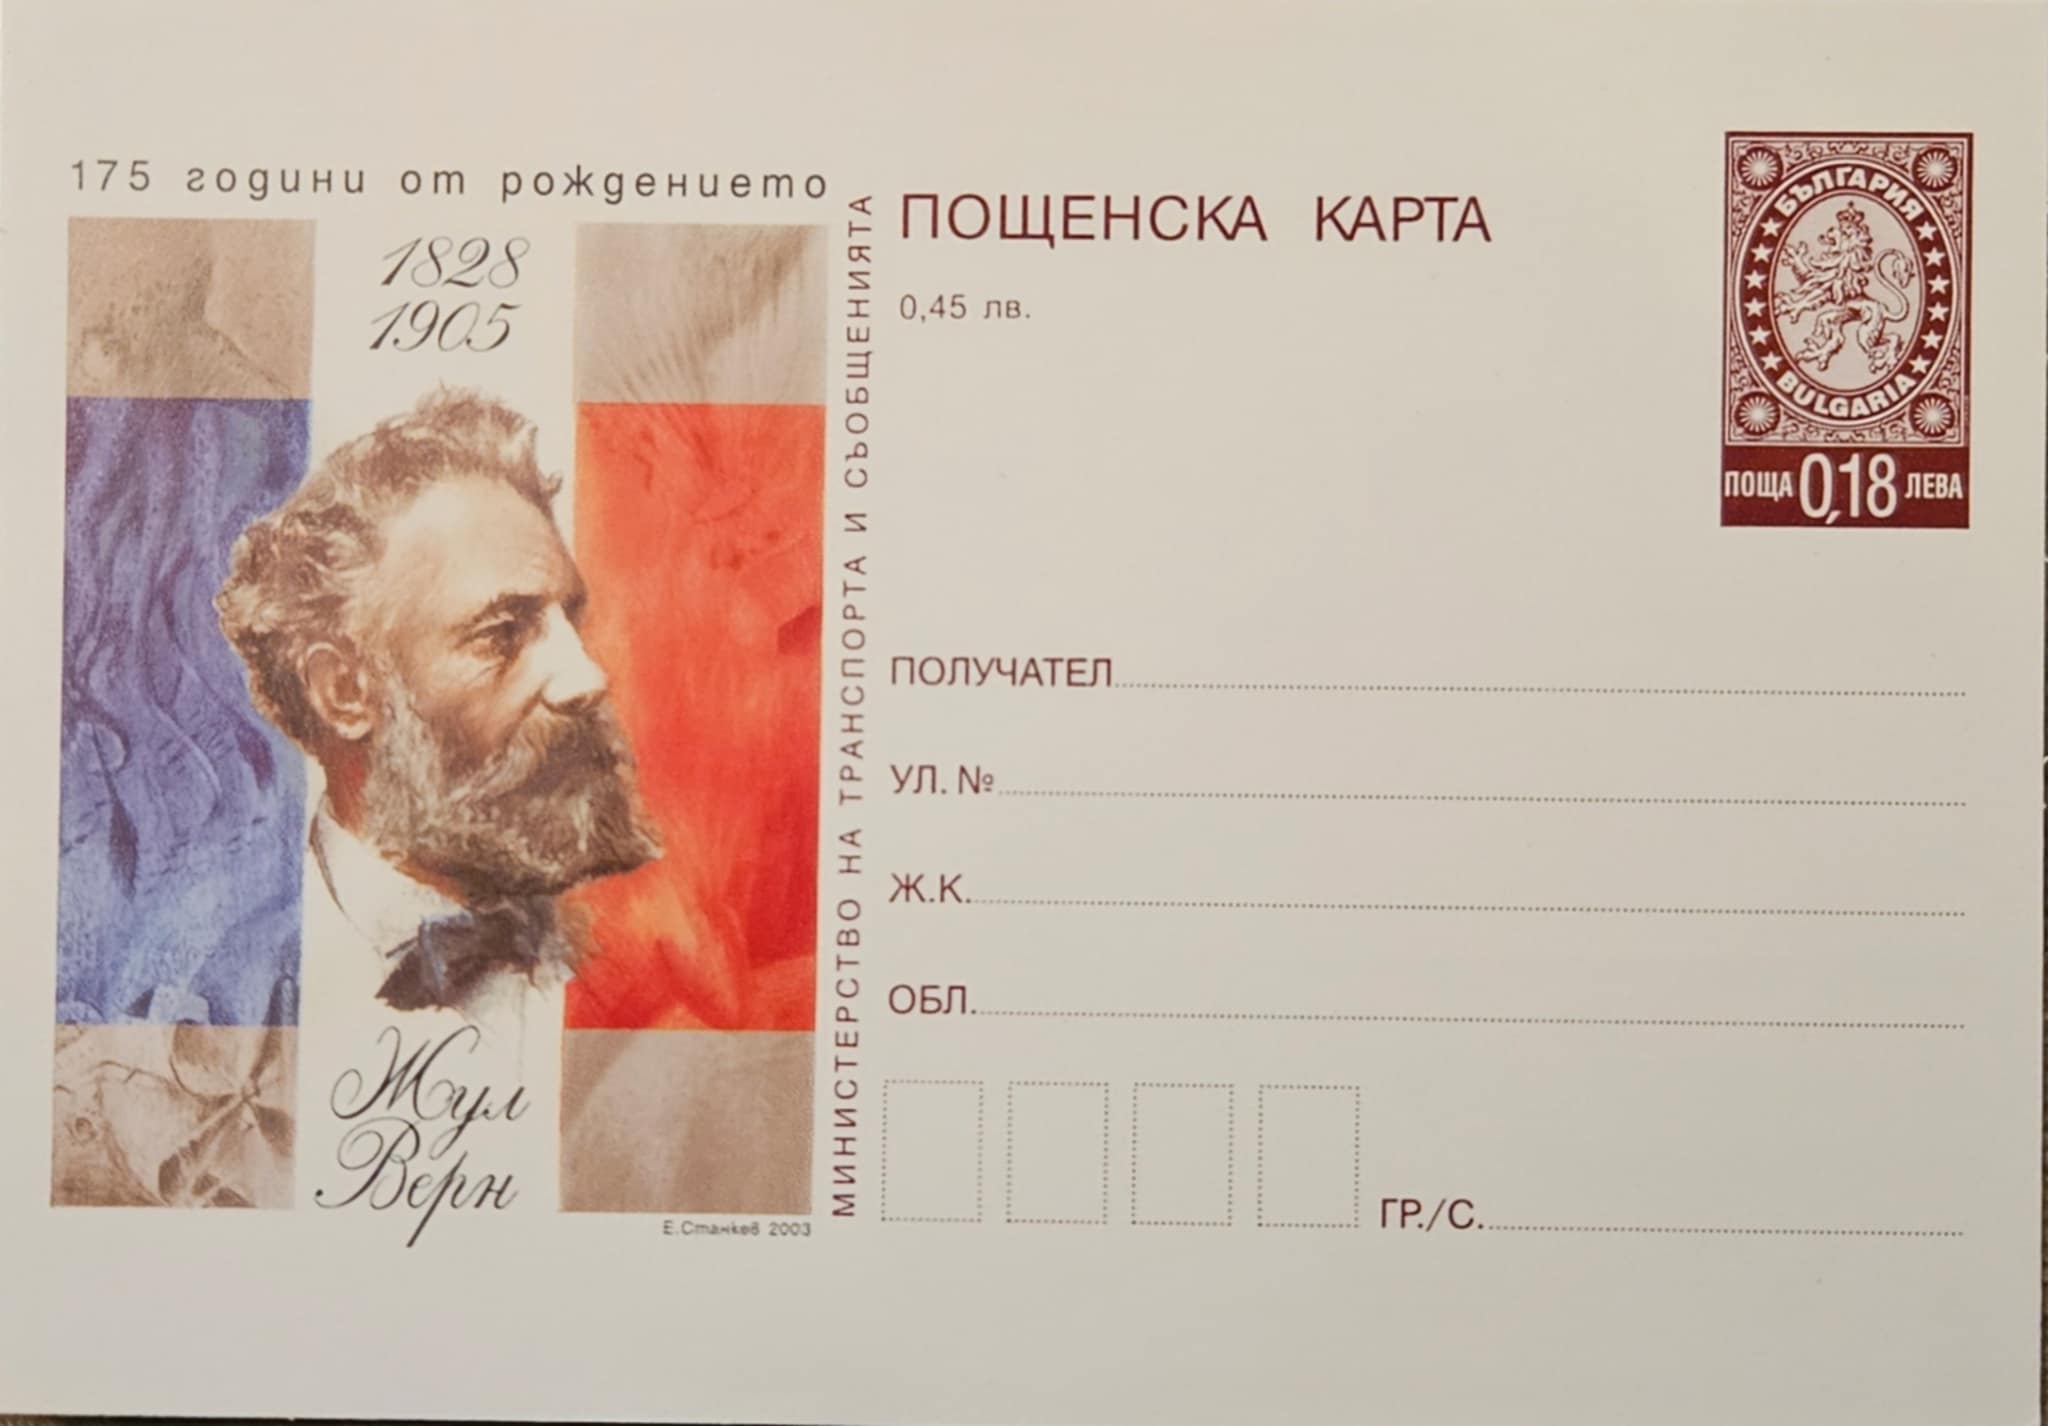 175 години от рождението
1828
1905
Жул
Верн
Е.Станкев 2003
МИНИСТЕРСТВО НА ТРАНСПОРТА И СЪОБЩЕНИЯТА
ПОЩЕНСКА КАРТА
0,45 лв.
БЪЛГАРИЯ
BULGARIA
ПОЩА 0,18 ЛЕВА
ПОЛУЧАТЕЛ
УЛ. №
Ж.К.
ОБЛ.
ГР./С.